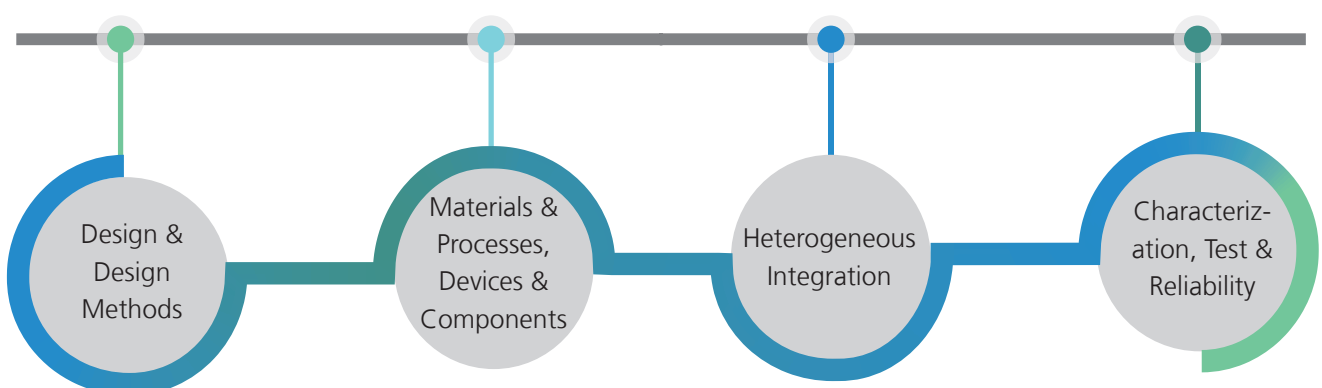 Design &
Design
Methods
Materials &
Processes,
Devices &
Components
Heterogeneous
Integration
Characteriz-
ation, Test &
Reliability